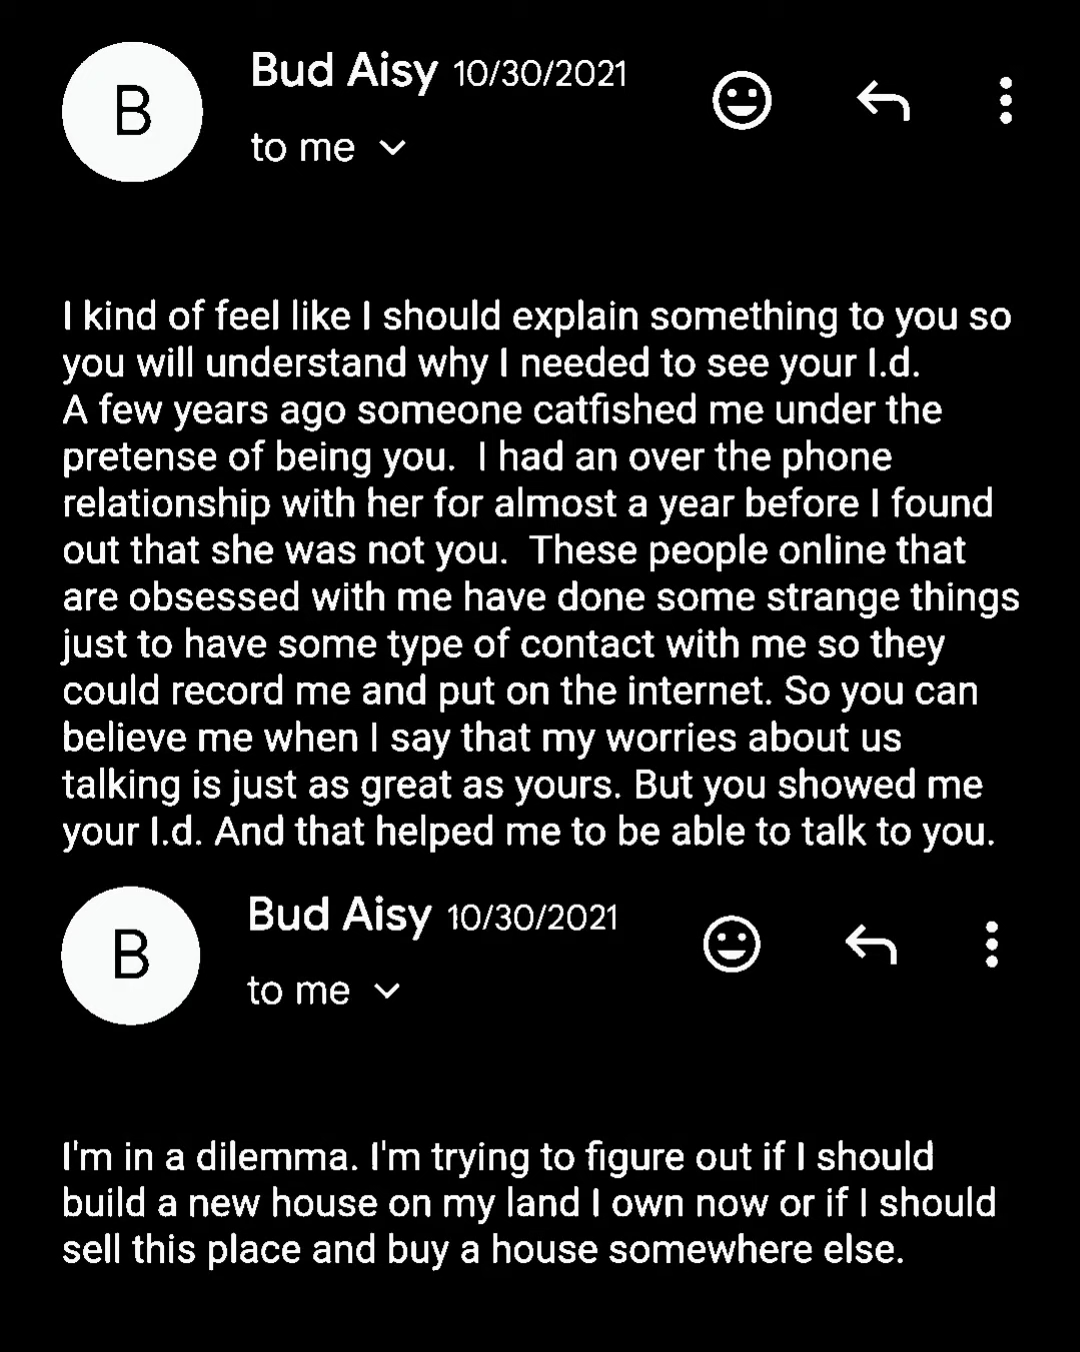 B
Bud Aisy 10/30/2021
to me
I kind of feel like I should explain something to you so
you will understand why I needed to see your I.d.
A few years ago someone catfished me under the
pretense of being you.  I had an over the phone
relationship with her for almost a year before I found
out that she was not you.  These people online that
are obsessed with me have done some strange things
just to have some type of contact with me so they
could record me and put on the internet. So you can
believe me when I say that my worries about us
talking is just as great as yours. But you showed me
your I.d. And that helped me to be able to talk to you.
B
Bud Aisy 10/30/2021
to me
I'm in a dilemma. I'm trying to figure out if I should
build a new house on my land I own now or if I should
sell this place and buy a house somewhere else.